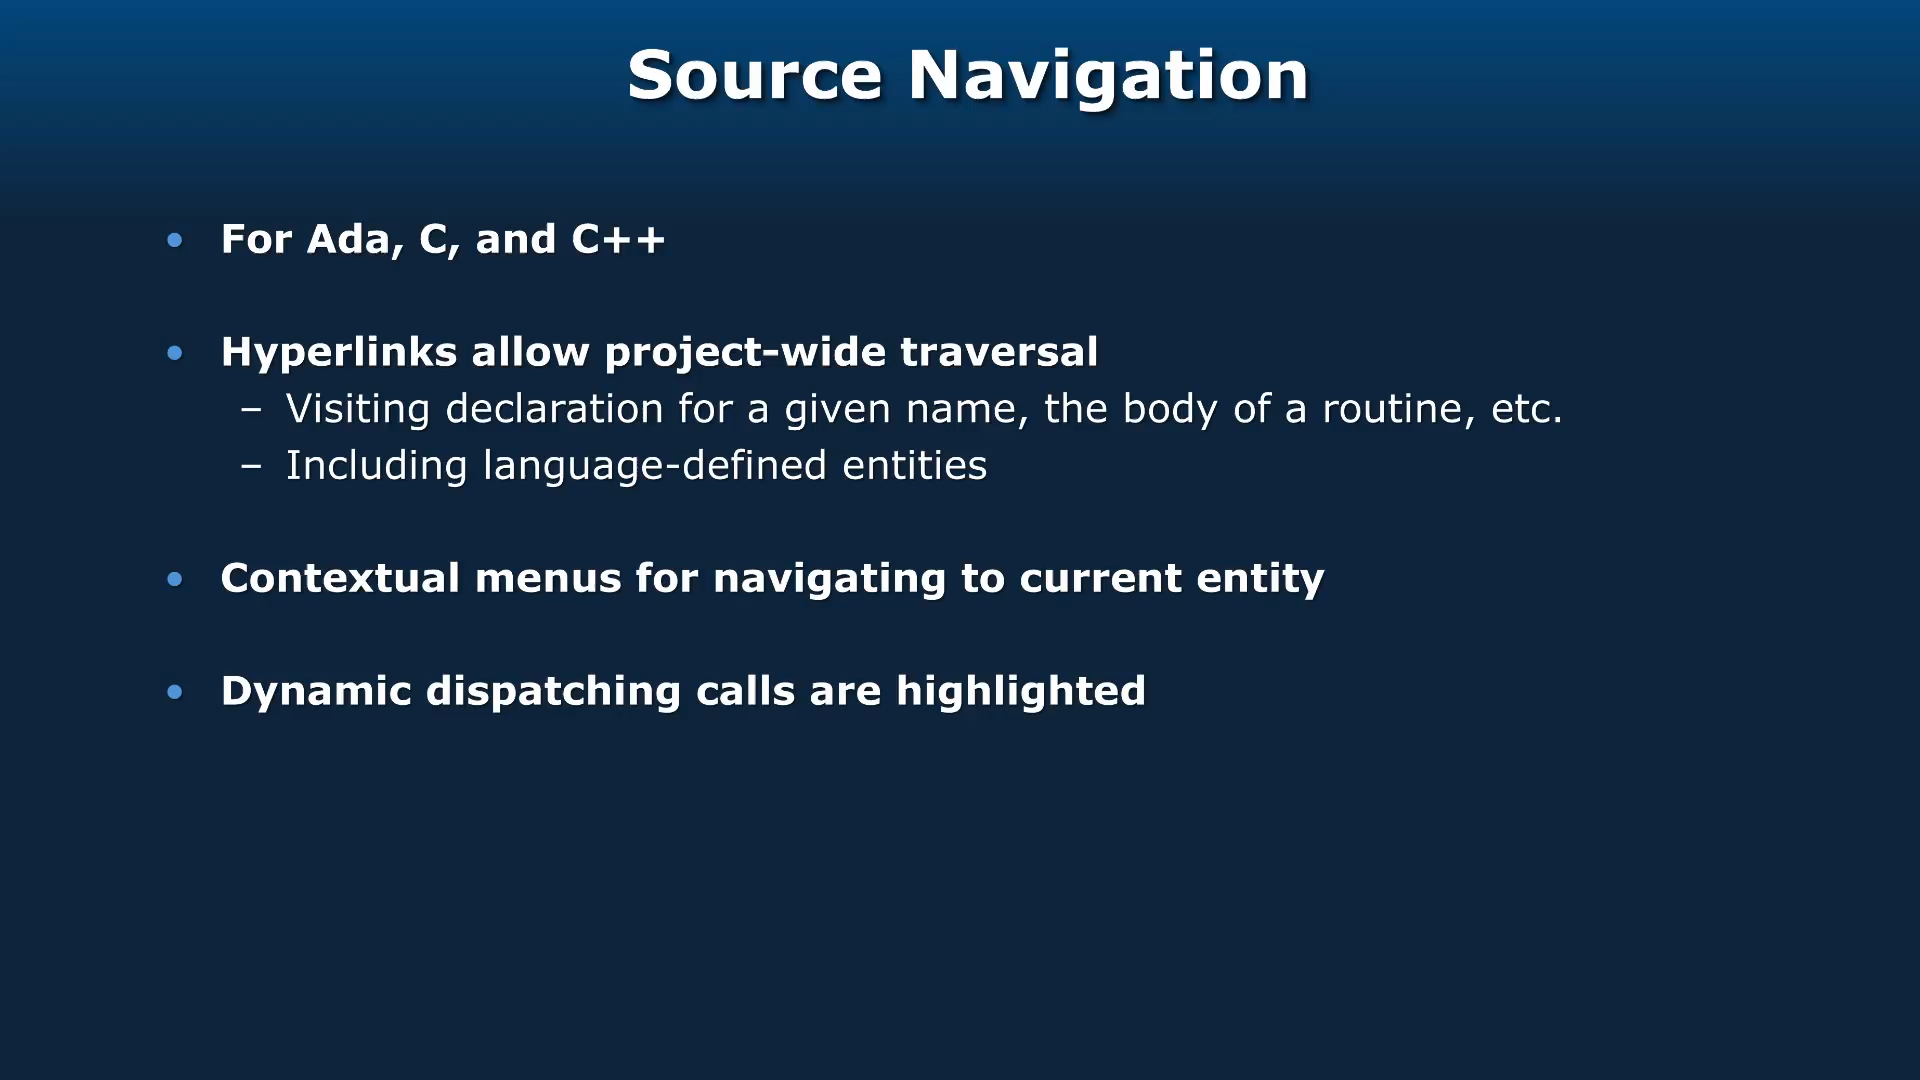 Source Navigation
• For Ada, C, and C++
• Hyperlinks allow project-wide traversal
– Visiting declaration for a given name, the body of a routine, etc.
– Including language-defined entities
• Contextual menus for navigating to current entity
• Dynamic dispatching calls are highlighted